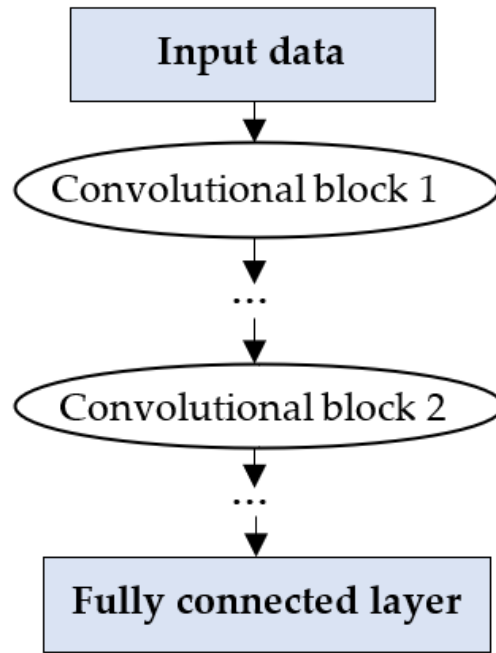 Input data
Convolutional block 1
...
Convolutional block 2
...
Fully connected layer